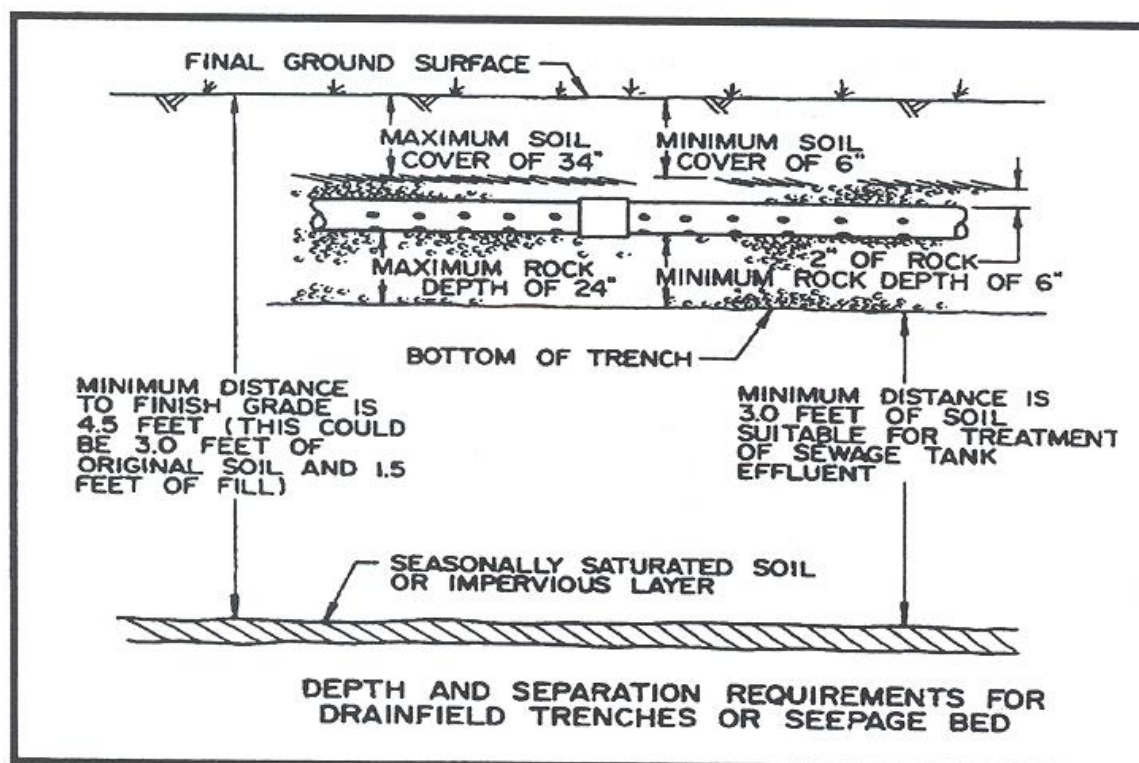 FINAL GROUND SURFACE
MAXIMUM SOIL
COVER OF 34"
MINIMUM SOIL
COVER OF 6"
MAXIMUM ROCK
DEPTH OF 24"
2" OF ROCK
MINIMUM ROCK DEPTH OF 6"
BOTTOM OF TRENCH
MINIMUM DISTANCE
TO FINISH GRADE IS
4.5 FEET (THIS COULD
BE 3.0 FEET OF
ORIGINAL SOIL AND 1.5
FEET OF FILL)
MINIMUM DISTANCE IS
3.0 FEET OF SOIL
SUITABLE FOR TREATMENT
OF SEWAGE TANK
EFFLUENT
SEASONALLY SATURATED SOIL
OR IMPERVIOUS LAYER
DEPTH AND SEPARATION REQUIREMENTS FOR
DRAINFIELD TRENCHES OR SEEPAGE BED